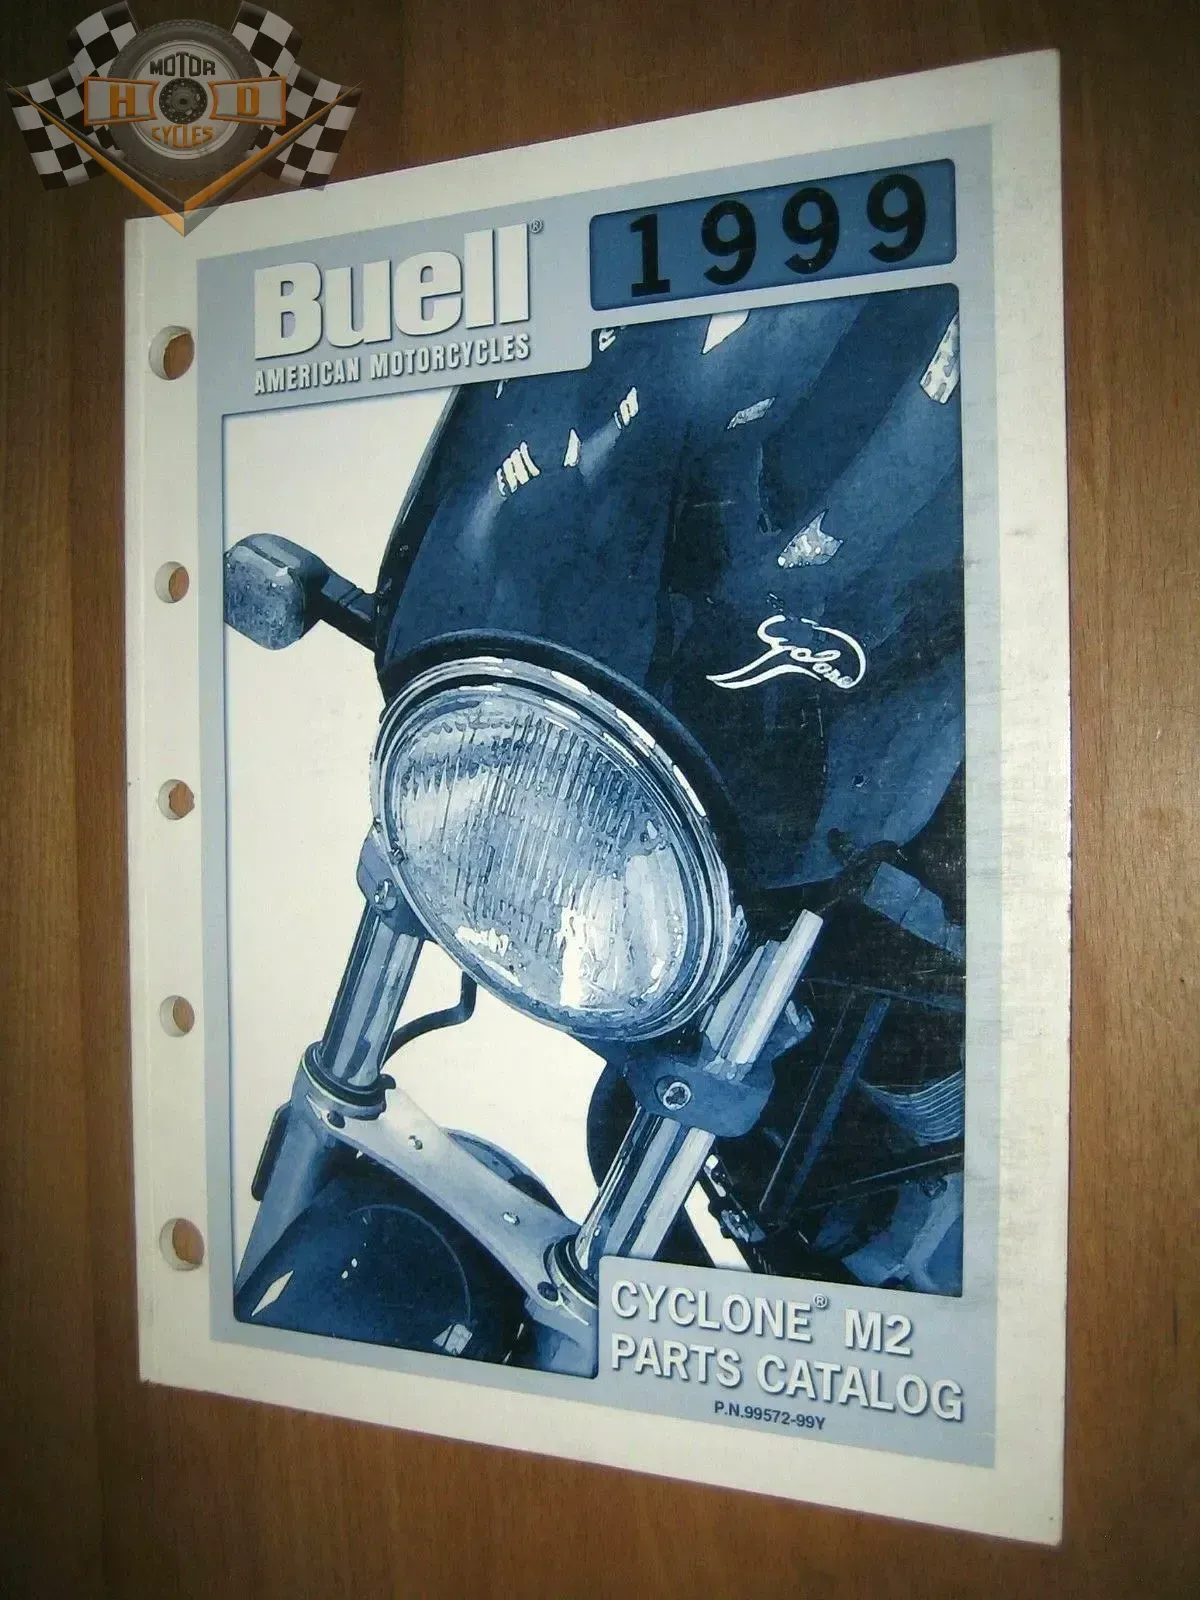 MOTOR
H D
CYCLES
Buell®
AMERICAN MOTORCYCLES
1999
Cyclone
CYCLONE® M2
PARTS CATALOG
P.N.99572-99Y